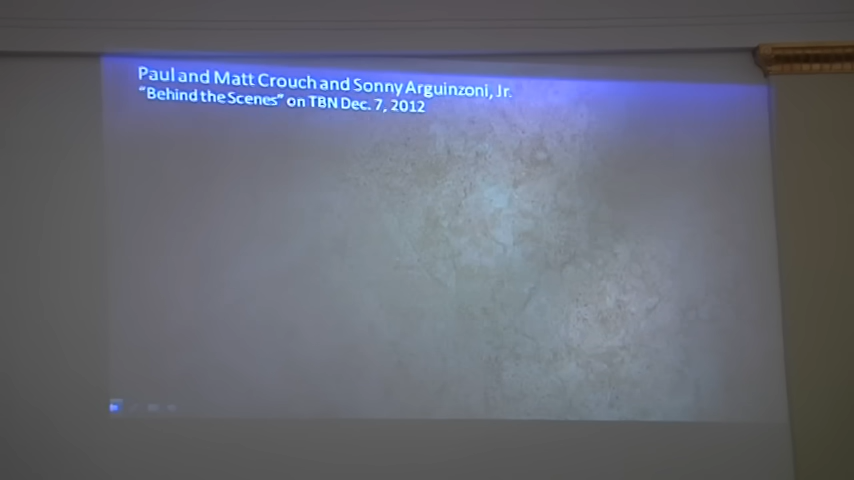 Paul and Matt Crouch and Sonny Arguinzoni, Jr.
"Behind the Scenes" on TBN Dec. 7, 2012